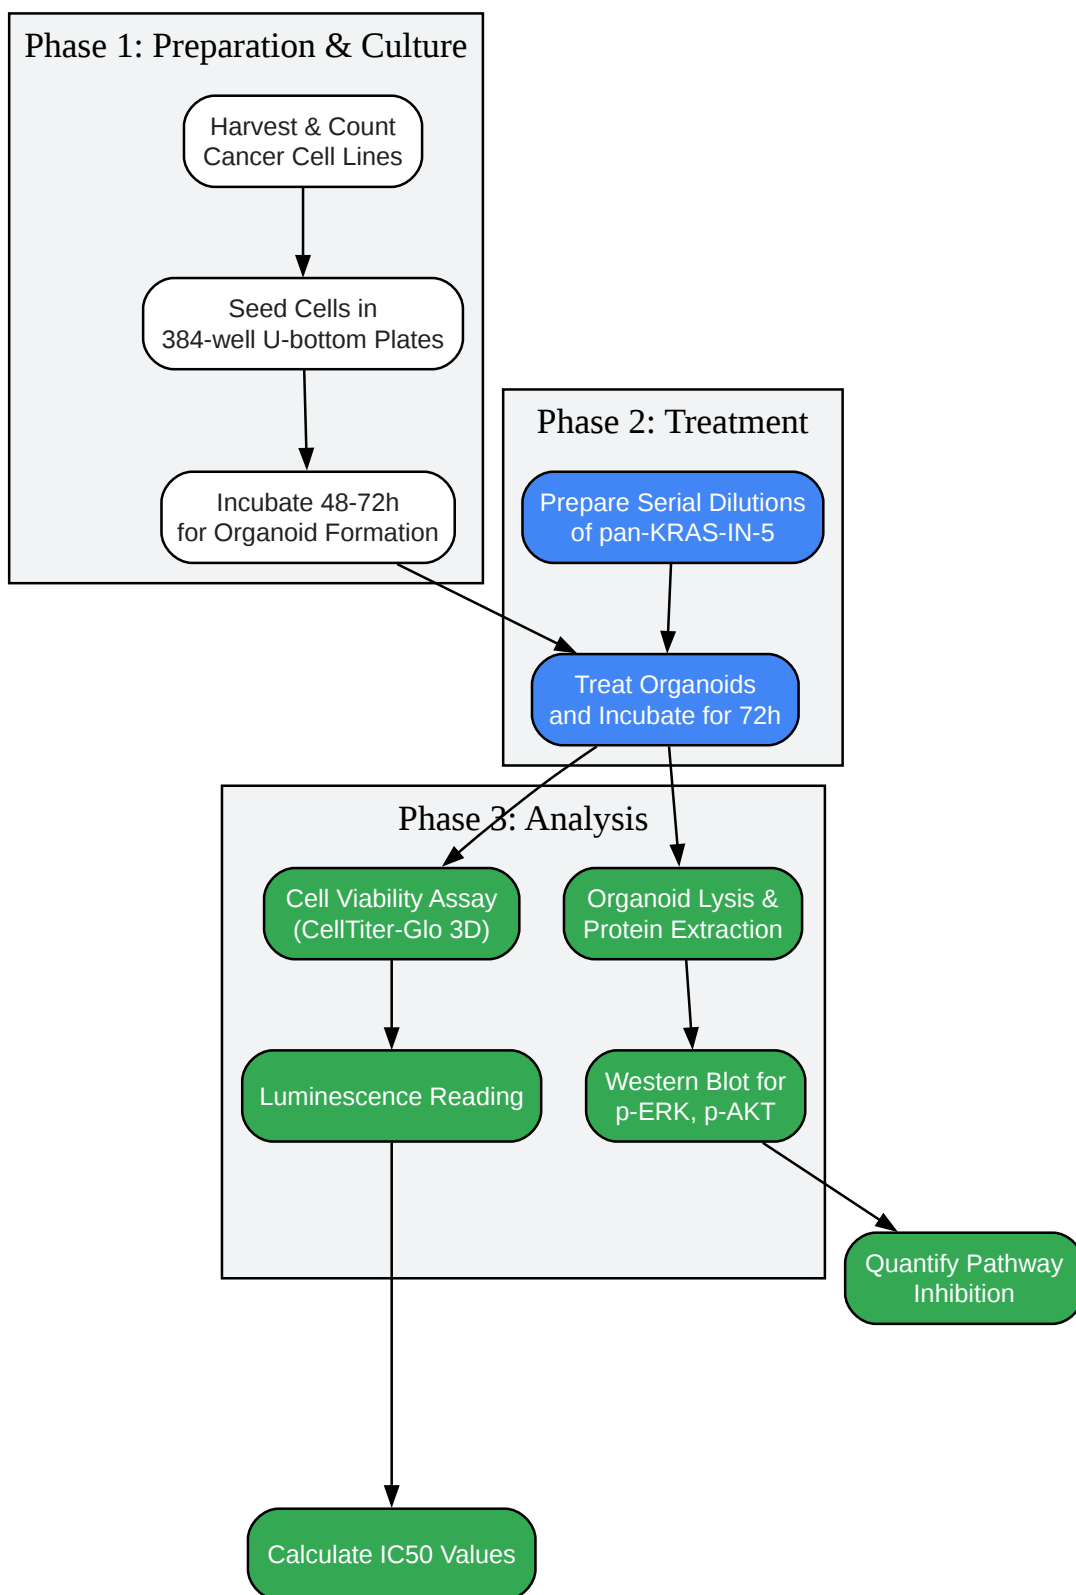 Phase 1: Preparation & Culture
Harvest & Count
Cancer Cell Lines
Seed Cells in
384-well U-bottom Plates
Incubate 48-72h
for Organoid Formation
Phase 2: Treatment
Prepare Serial Dilutions
of pan-KRAS-IN-5
Treat Organoids
and Incubate for 72h
Phase 3: Analysis
Cell Viability Assay
(CellTiter-Glo 3D)
Organoid Lysis &
Protein Extraction
Luminescence Reading
Western Blot for
p-ERK, p-AKT
Quantify Pathway
Inhibition
Calculate IC50 Values